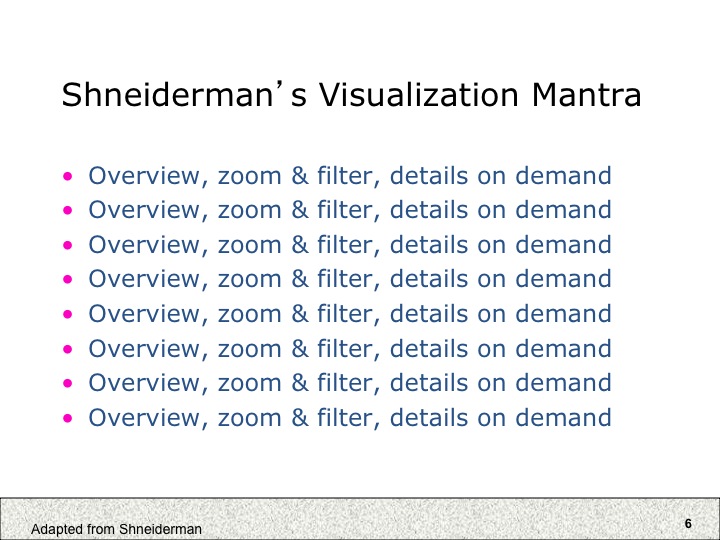 Shneiderman’s Visualization Mantra
• Overview, zoom & filter, details on demand
• Overview, zoom & filter, details on demand
• Overview, zoom & filter, details on demand
• Overview, zoom & filter, details on demand
• Overview, zoom & filter, details on demand
• Overview, zoom & filter, details on demand
• Overview, zoom & filter, details on demand
• Overview, zoom & filter, details on demand
Adapted from Shneiderman
6